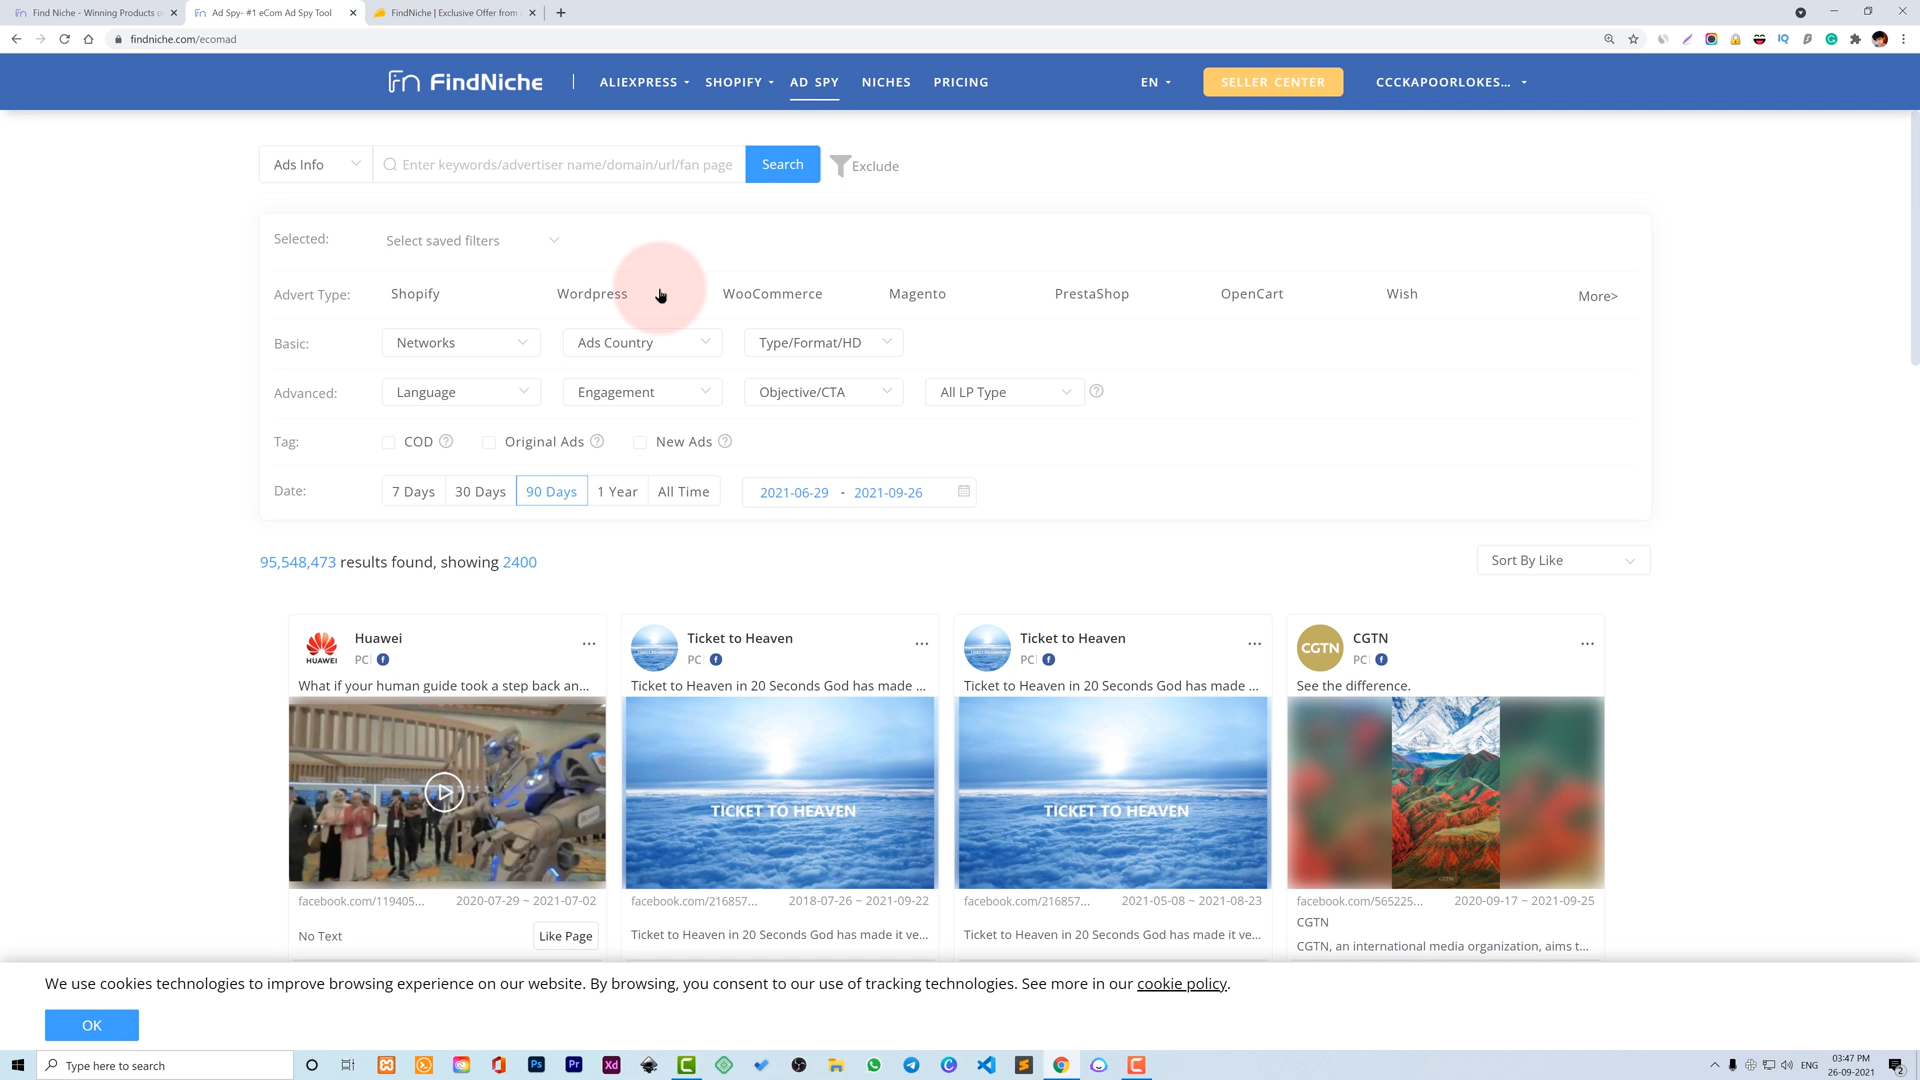 Find Niche - Winning Products o
Ad Spy- #1 eCom Ad Spy Tool
FindNiche | Exclusive Offer from
findniche.com/ecomad
FindNiche
ALIEXPRESS
SHOPIFY
AD SPY
NICHES
PRICING
EN
SELLER CENTER
CCCKAPOORLOKES...
Ads Info
Enter keywords/advertiser name/domain/url/fan page
Search
Exclude
Selected:
Select saved filters
Advert Type:
Shopify
Wordpress
WooCommerce
Magento
PrestaShop
OpenCart
Wish
More>
Basic:
Networks
Ads Country
Type/Format/HD
Advanced:
Language
Engagement
Objective/CTA
All LP Type
Tag:
COD
Original Ads
New Ads
Date:
7 Days
30 Days
90 Days
1 Year
All Time
2021-06-29 - 2021-09-26
95,548,473 results found, showing 2400
Sort By Like
HUAWEI
Huawei
PC
What if your human guide took a step back an...
facebook.com/119405...
2020-07-29 ~ 2021-07-02
No Text
Like Page
Ticket to Heaven
PC
Ticket to Heaven in 20 Seconds God has made ...
TICKET TO HEAVEN
facebook.com/216857...
2018-07-26 ~ 2021-09-22
Ticket to Heaven in 20 Seconds God has made it ve...
Ticket to Heaven
PC
Ticket to Heaven in 20 Seconds God has made ...
TICKET TO HEAVEN
facebook.com/216857...
2021-05-08 ~ 2021-08-23
Ticket to Heaven in 20 Seconds God has made it ve...
CGTN
CGTN
PC
See the difference.
CGTN
facebook.com/565225...
2020-09-17 ~ 2021-09-25
CGTN
CGTN, an international media organization, aims t...
We use cookies technologies to improve browsing experience on our website. By browsing, you consent to our use of tracking technologies. See more in our cookie policy.
OK
Type here to search
Ps
Pr
Xd
ENG
03:47 PM
26-09-2021
2